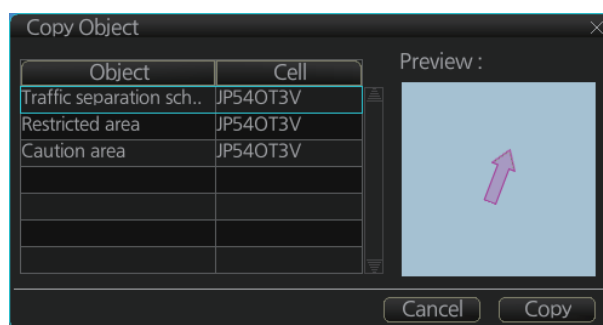 Copy Object
Object Cell Preview :
Traffic separation sch.. JP54OT3V
Restricted area JP54OT3V
Caution area JP54OT3V
Cancel Copy